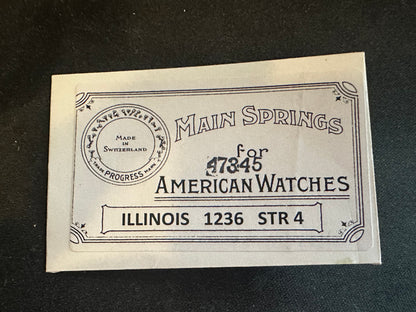 MADE
IN
SWITZERLAND
PROGRESS
MAIN SPRINGS
for
47345
AMERICAN WATCHES
ILLINOIS 1236 STR 4